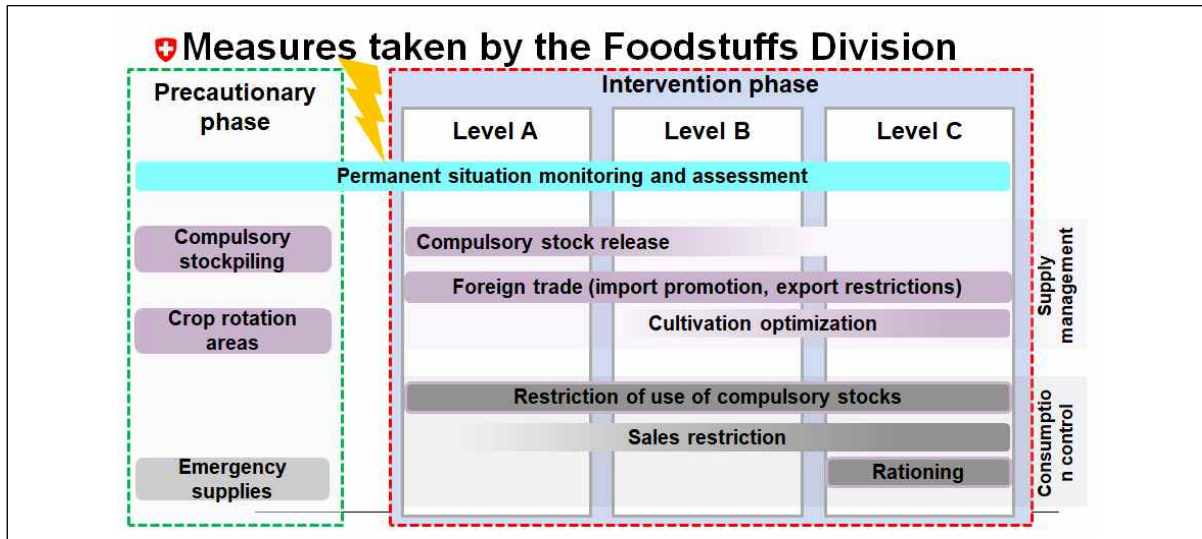 Measures taken by the Foodstuffs Division
Precautionary
phase
Intervention phase
Level A
Level B
Level C
Permanent situation monitoring and assessment
Compulsory
stockpiling
Compulsory stock release
Foreign trade (import promotion, export restrictions)
Crop rotation
areas
Cultivation optimization
Supply
management
Restriction of use of compulsory stocks
Sales restriction
Emergency
supplies
Rationing
Consumptio
n control